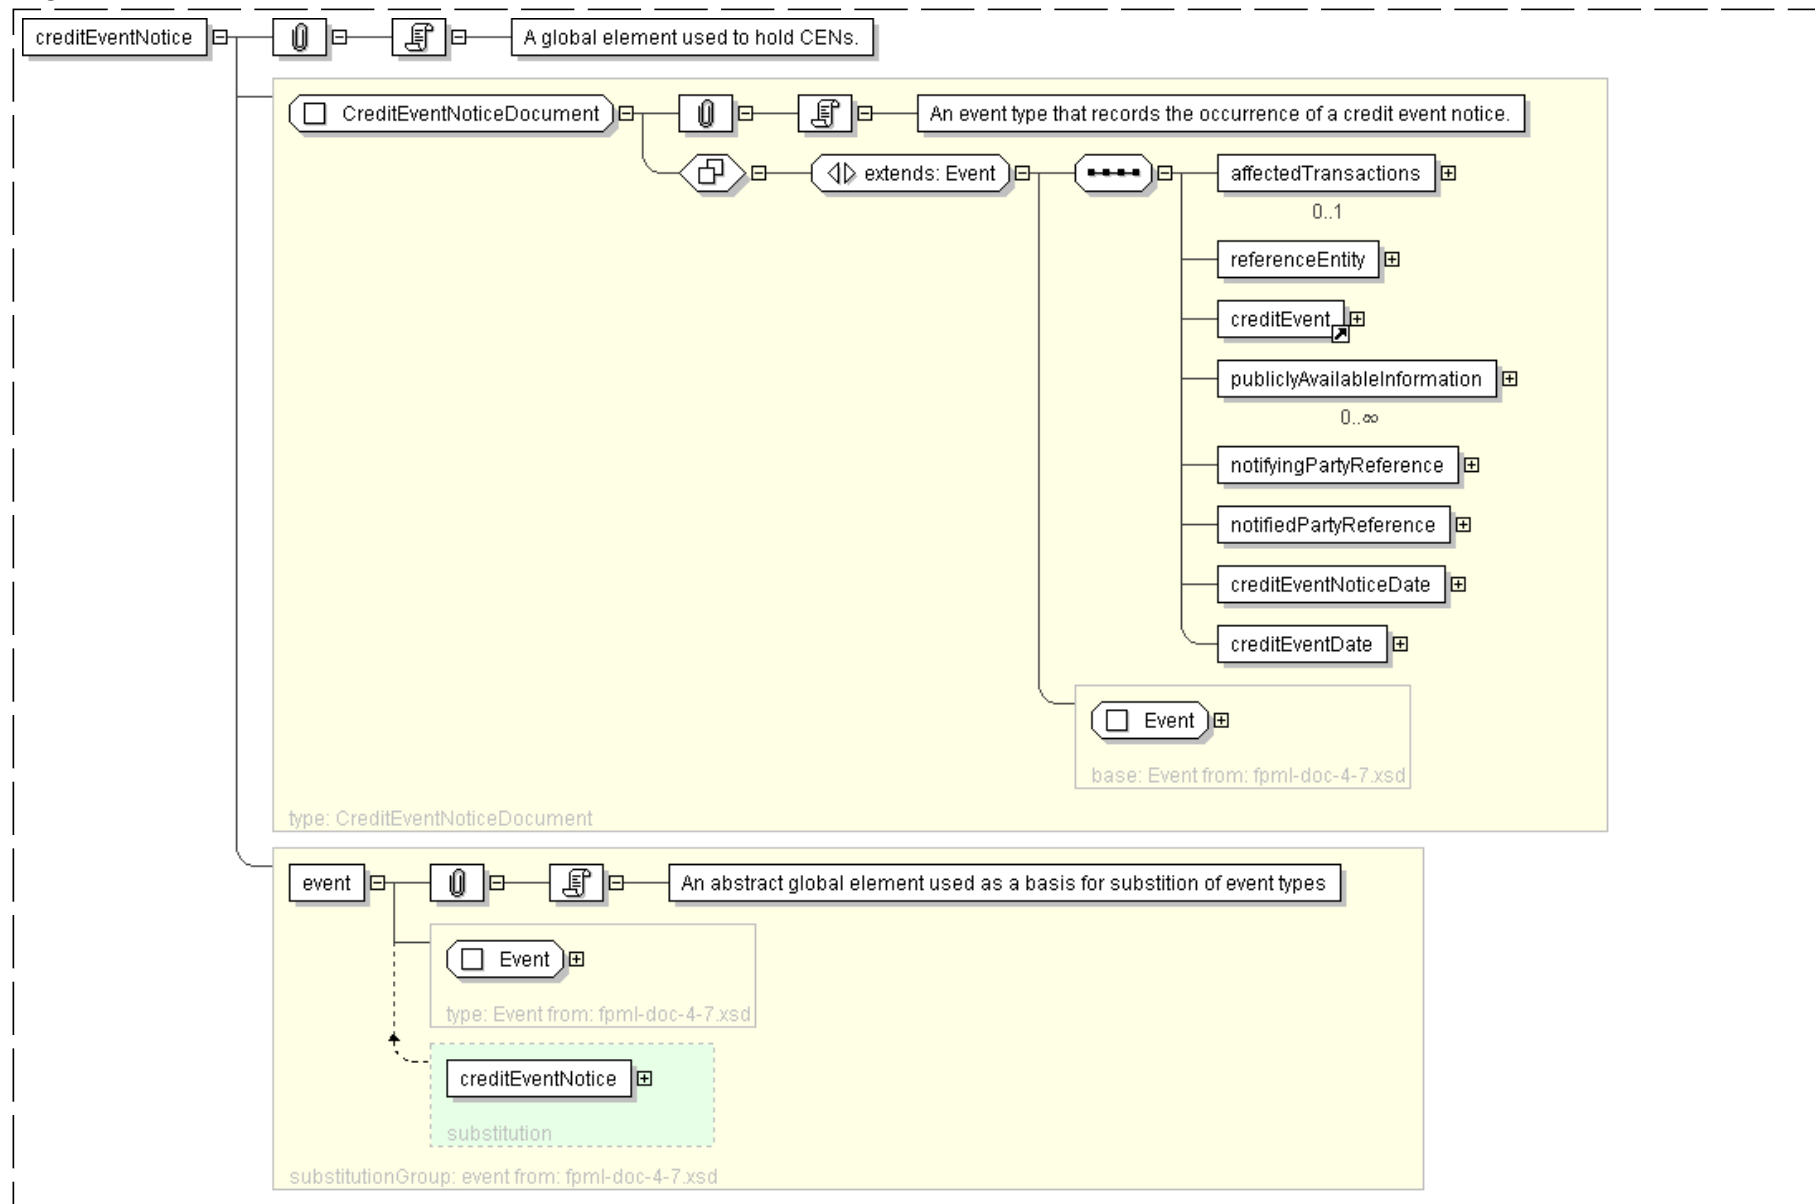 creditEventNotice
A global element used to hold CENs.
CreditEventNoticeDocument
An event type that records the occurrence of a credit event notice.
extends: Event
affectedTransactions
0..1
referenceEntity
creditEvent
publiclyAvailableInformation
0..∞
notifyingPartyReference
notifiedPartyReference
creditEventNoticeDate
creditEventDate
Event
base: Event from: fpml-doc-4-7.xsd
type: CreditEventNoticeDocument
event
An abstract global element used as a basis for substition of event types
Event
type: Event from: fpml-doc-4-7.xsd
creditEventNotice
substitution
substitutionGroup: event from: fpml-doc-4-7.xsd